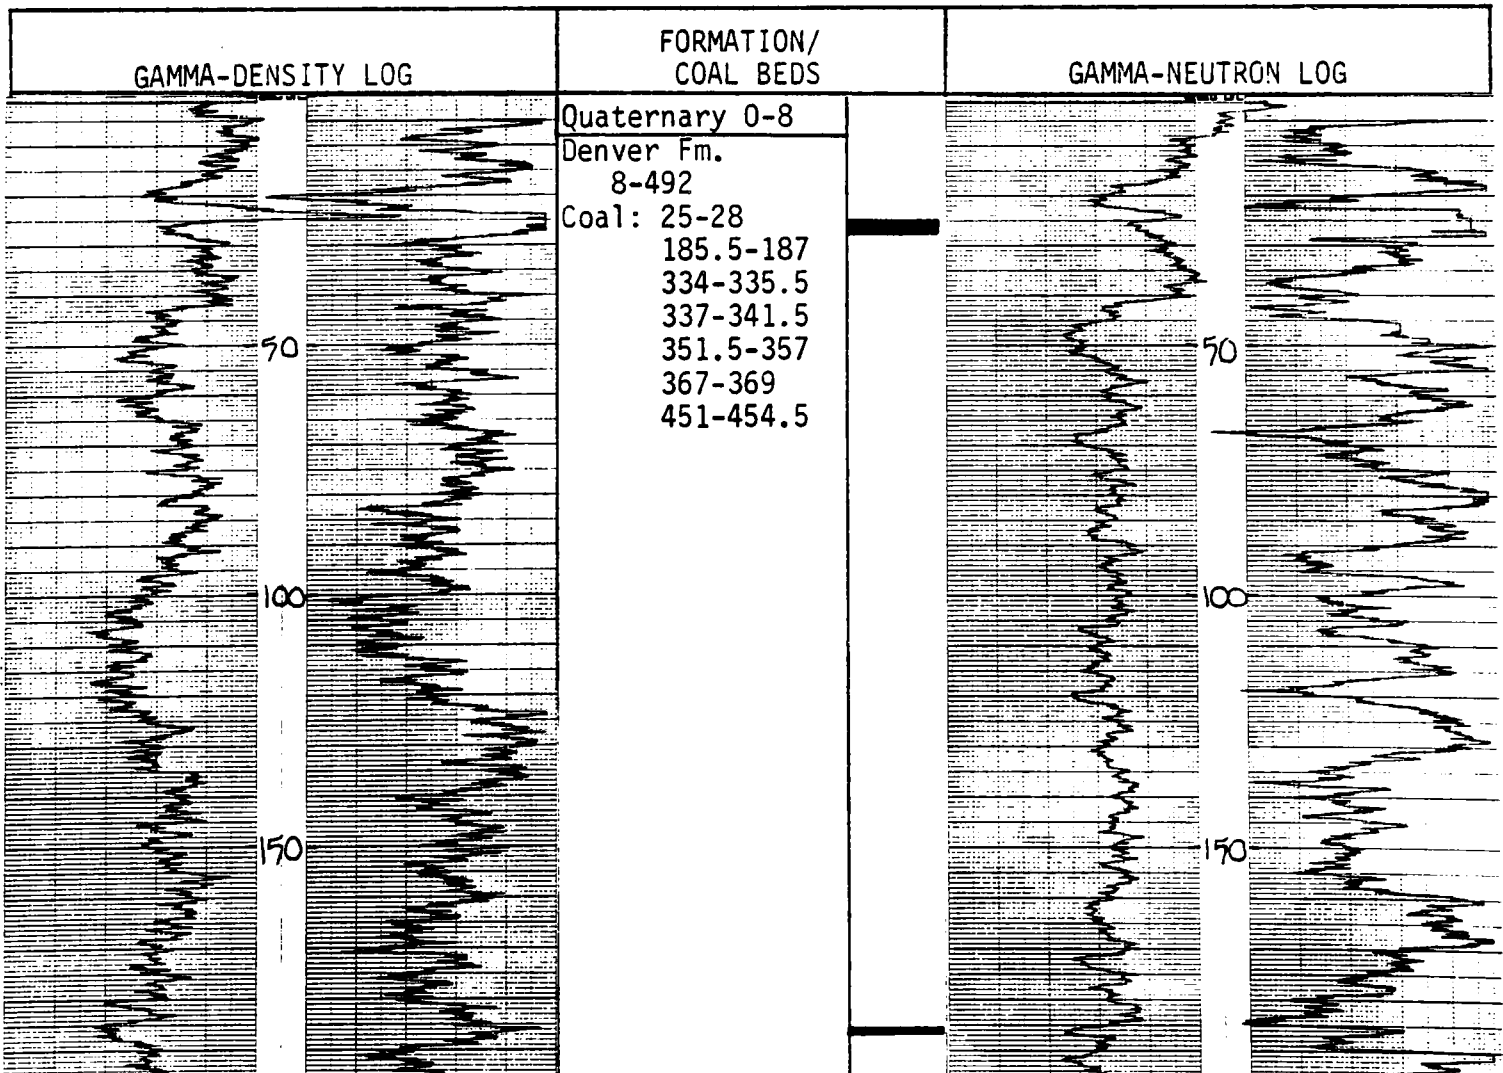 GAMMA-DENSITY LOG
FORMATION/
COAL BEDS
GAMMA-NEUTRON LOG
Quaternary 0-8
Denver Fm.
8-492
Coal: 25-28
185.5-187
334-335.5
337-341.5
351.5-357
367-369
451-454.5
50
100
150
50
100
150